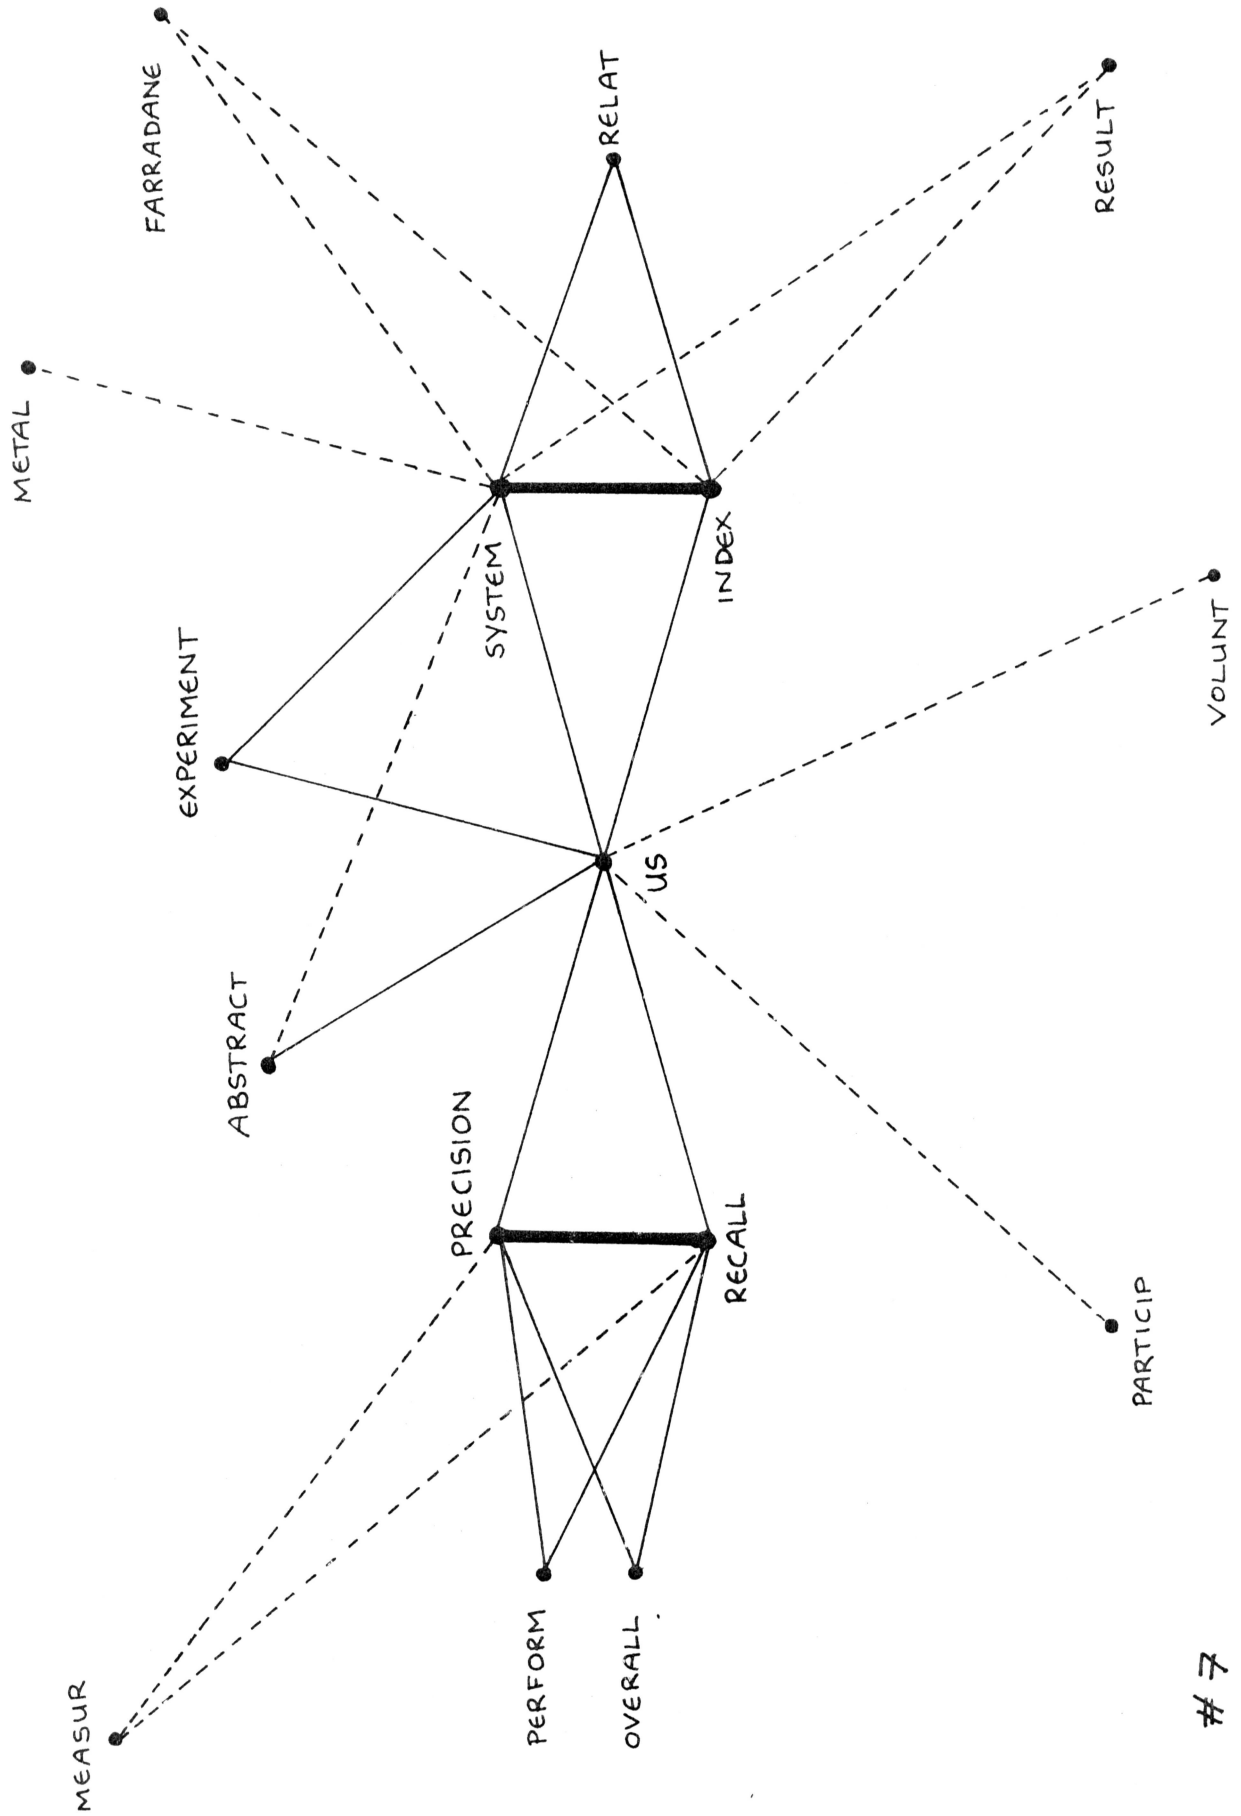 MEASUR
PERFORM
OVERALL
PRECISION
RECALL
ABSTRACT
EXPERIMENT
US
PARTICIP
VOLUNT
SYSTEM
INDEX
METAL
FARRADANE
RELAT
RESULT
# 7